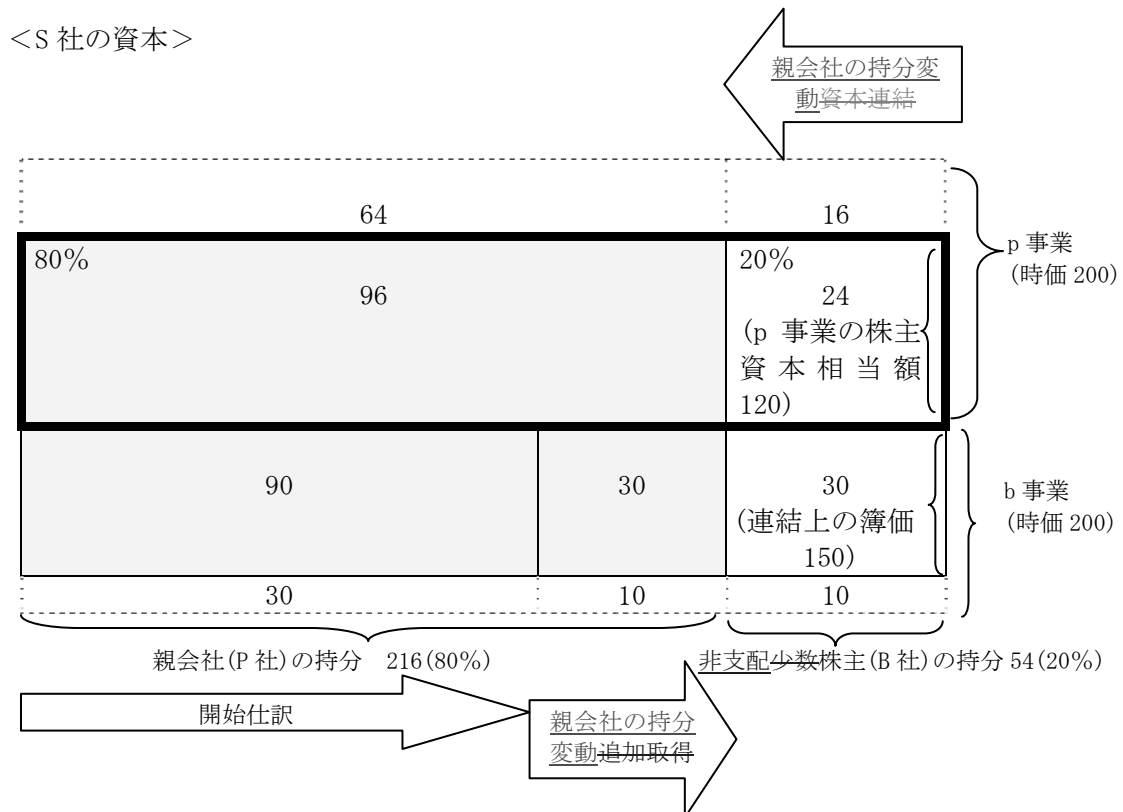 ＜S 社の資本＞
親会社の持分変
動資本連結
64
16
80%
96
20%
24
(p 事業の株主
資本相当額
120)
p 事業
(時価 200)
90
30
30
(連結上の簿価
150)
b 事業
(時価 200)
30
10
10
親会社(P 社)の持分　216(80%)
非支配少数株主(B 社)の持分 54(20%)
開始仕訳
親会社の持分
変動追加取得